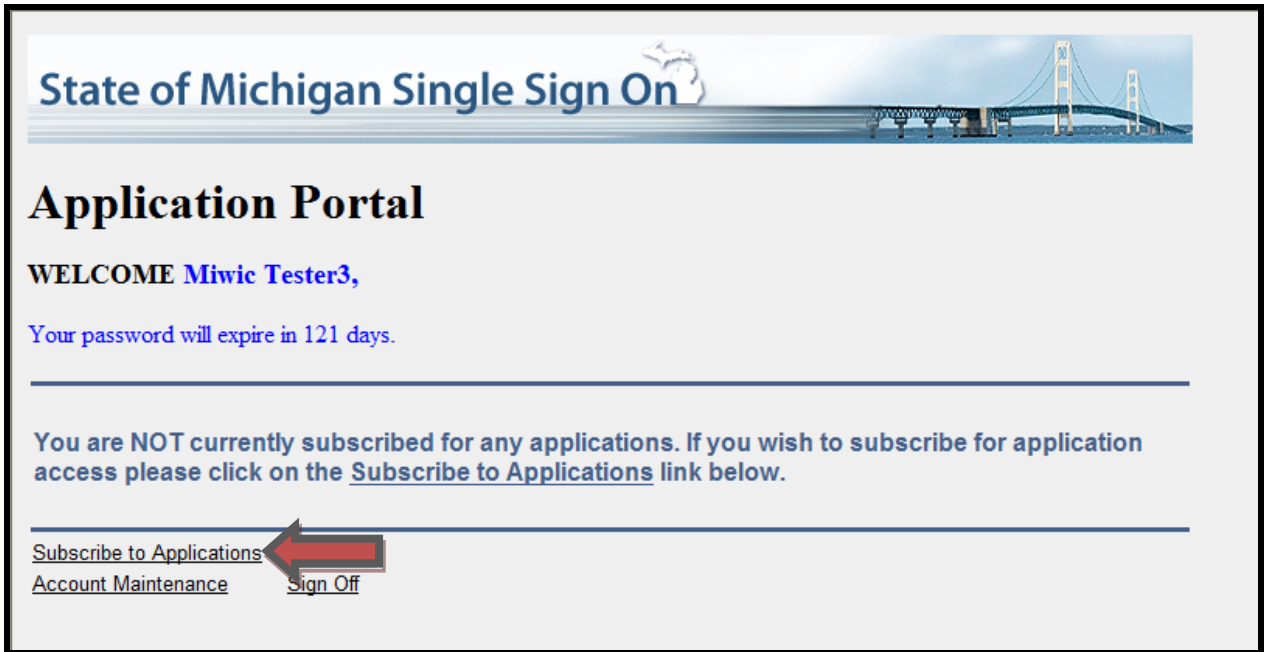 State of Michigan Single Sign On
Application Portal
WELCOME Miwic Tester3,
Your password will expire in 121 days.
You are NOT currently subscribed for any applications. If you wish to subscribe for application
access please click on the Subscribe to Applications link below.
Subscribe to Applications
Account Maintenance Sign Off